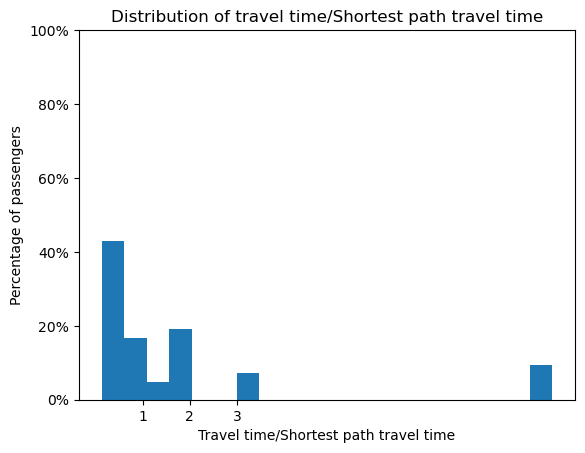 Distribution of travel time/Shortest path travel time
100%
80%
60%
40%
20%
0%
Percentage of passengers
1 2 3
Travel time/Shortest path travel time